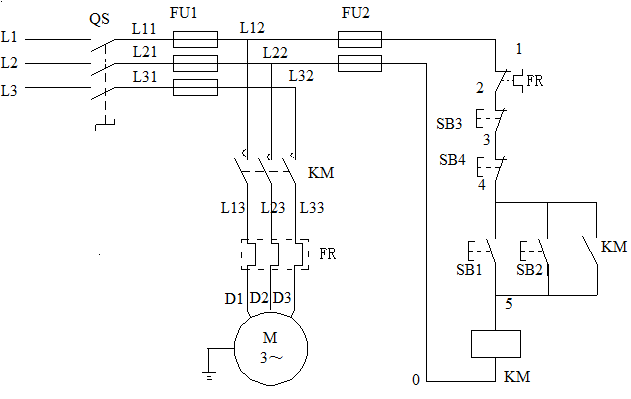 QS FU1 FU2
L1 L11 L12 1
L2 L21 L22
L3 L31 L32 2 FR
SB3 3
SB4
KM 4
L13 L23 L33
FR SB1 SB2 KM
D1 D2 D3 5
M
3～
0 KM